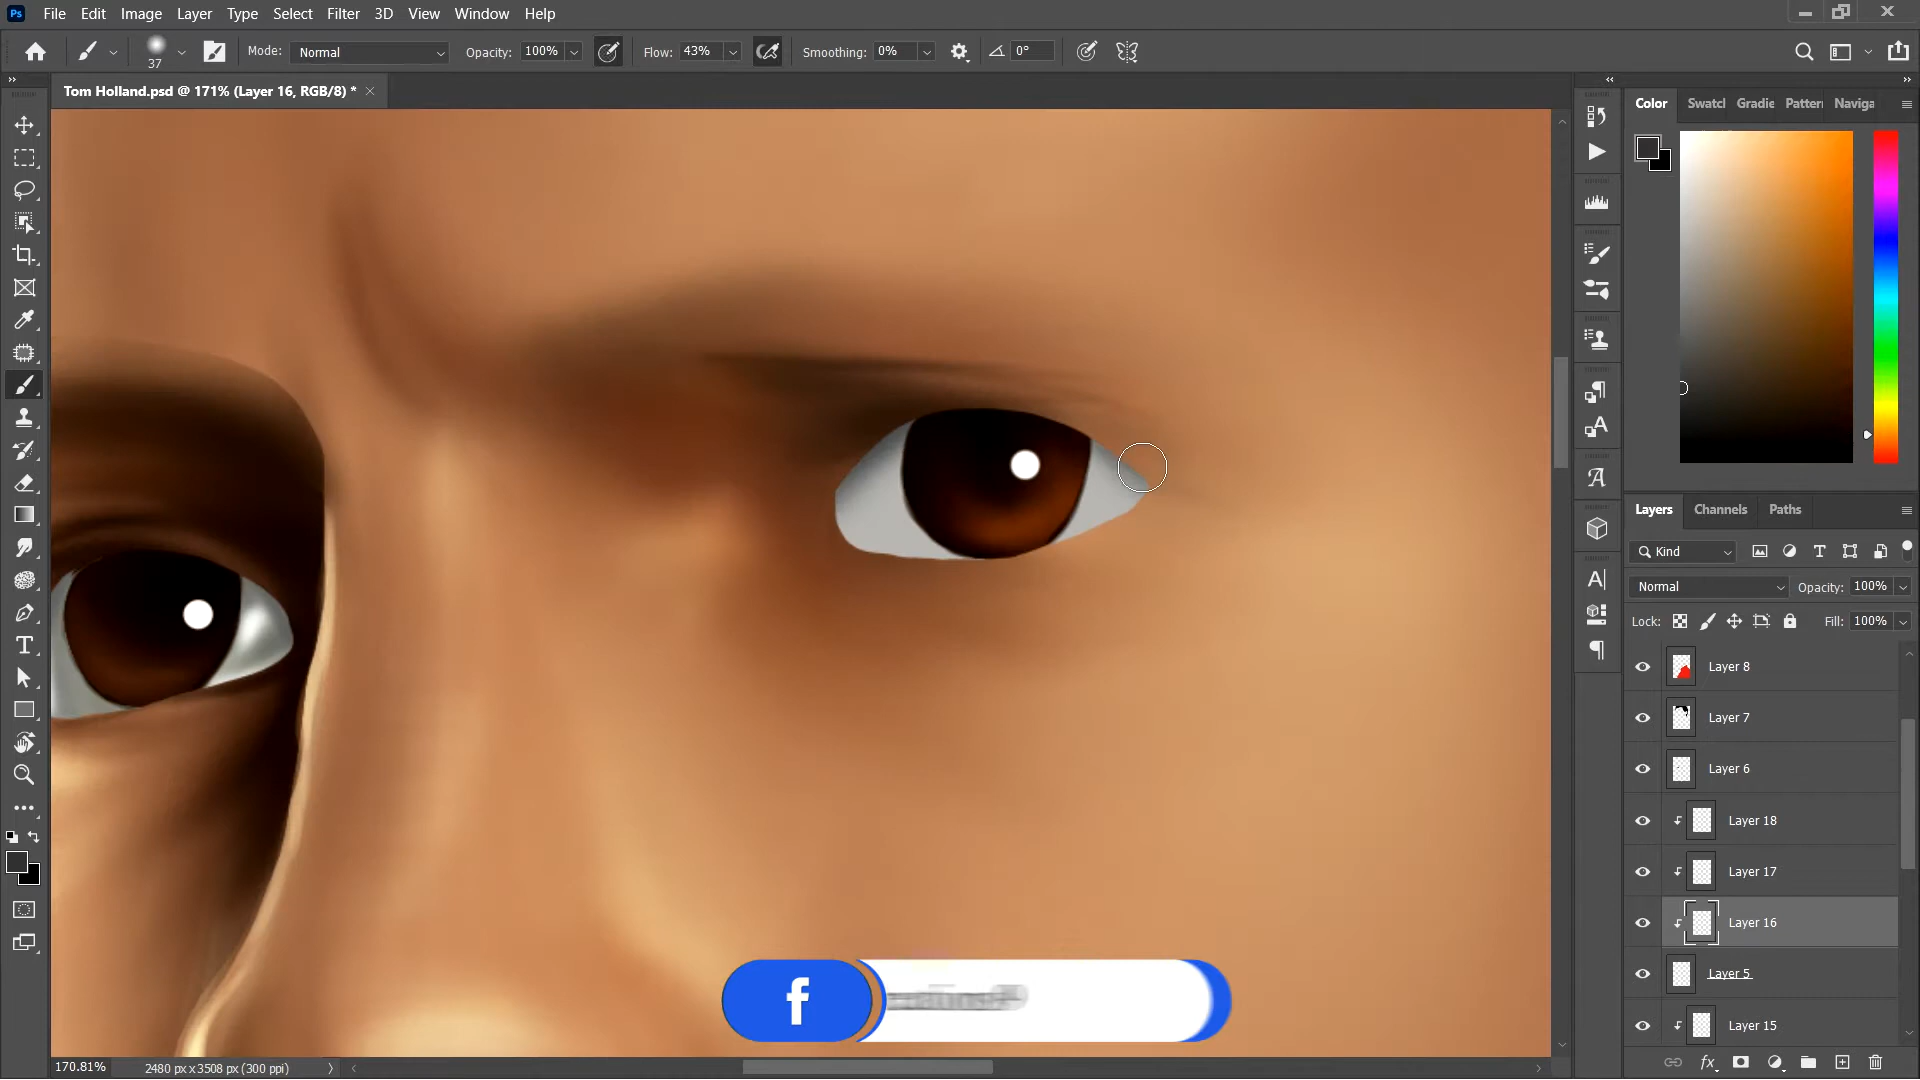 Ps File Edit Image Layer Type Select Filter 3D View Window Help
37 Mode: Normal Opacity: 100% Flow: 43% Smoothing: 0% 0°
Tom Holland.psd @ 171% (Layer 16, RGB/8) *
Color Swatcl Gradie Patterr Naviga
Layers Channels Paths
Kind
Normal Opacity: 100%
Lock: Fill: 100%
Layer 8
Layer 7
Layer 6
Layer 18
Layer 17
Layer 16
Layer 5
Layer 15
f
170.81% 2480 px x 3508 px (300 ppi)